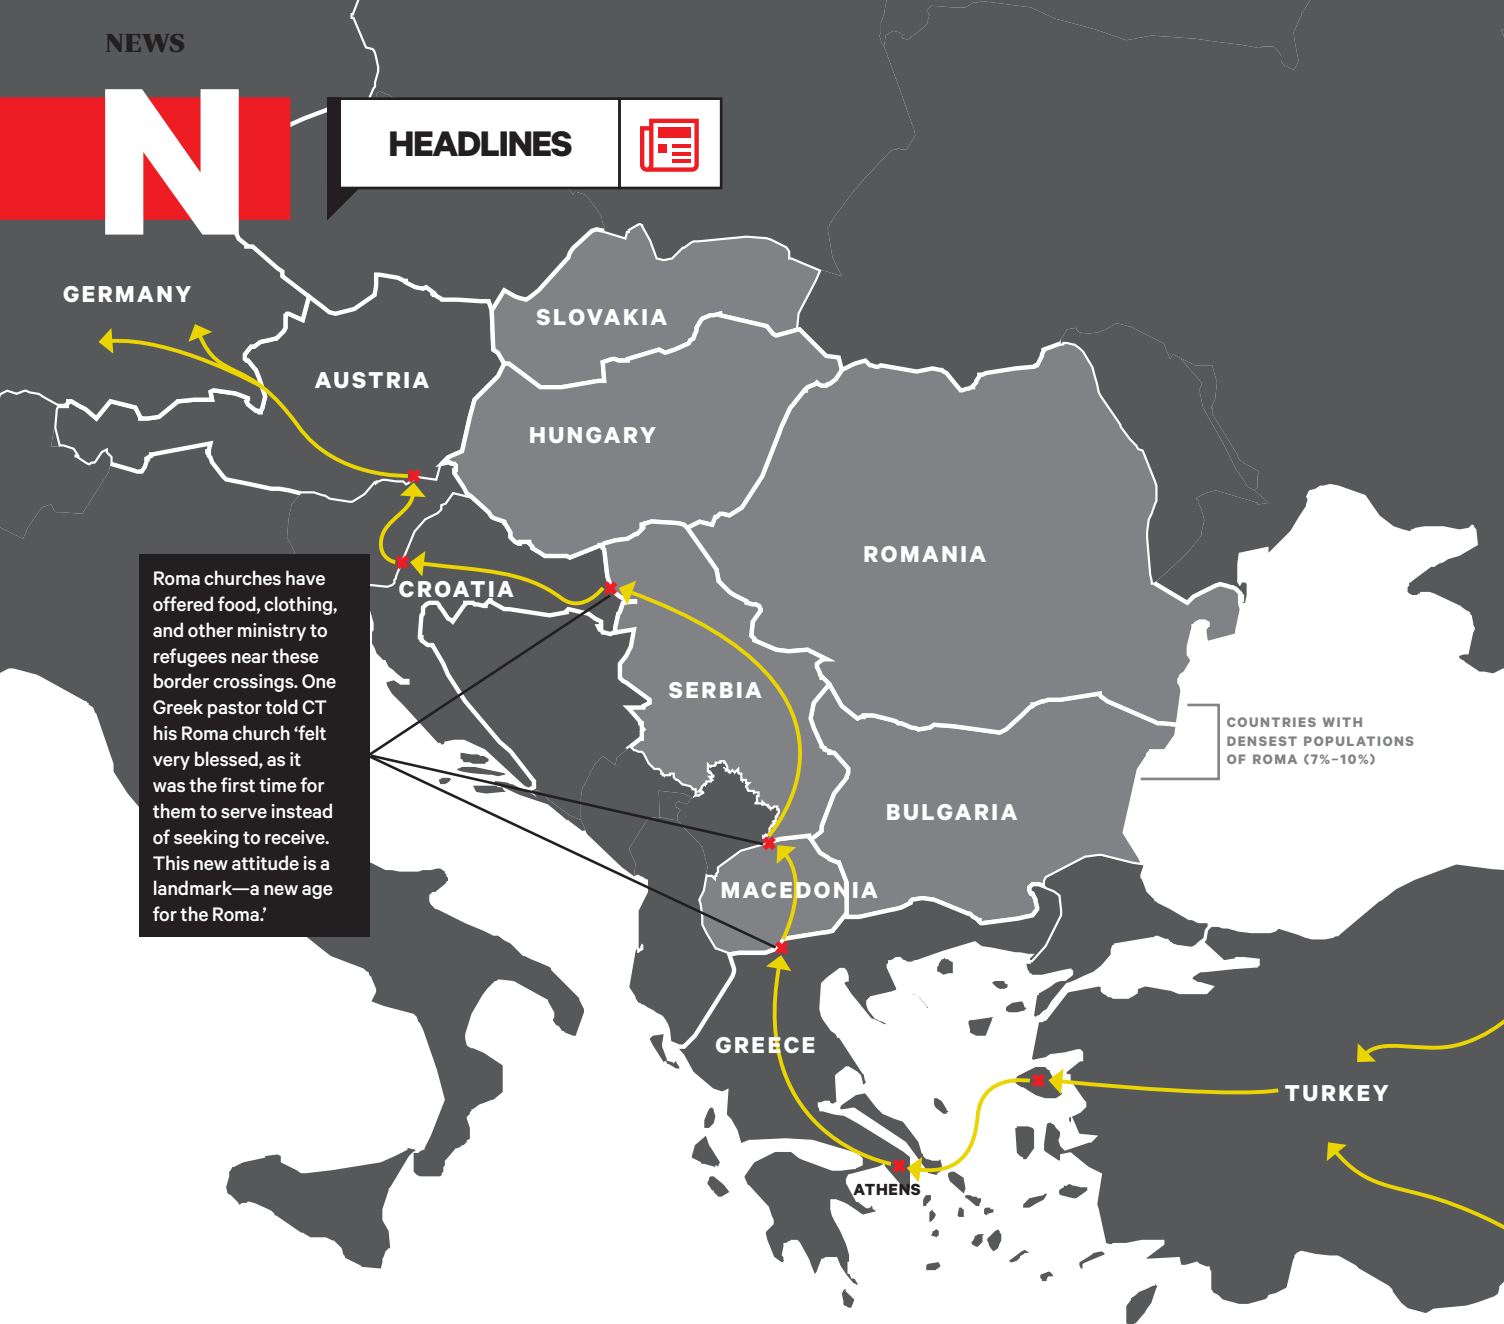 NEWS
N
HEADLINES
GERMANY
SLOVAKIA
AUSTRIA
HUNGARY
ROMANIA
CROATIA
Roma churches have
offered food, clothing,
and other ministry to
refugees near these
border crossings. One
Greek pastor told CT
his Roma church ‘felt
very blessed, as it
was the first time for
them to serve instead
of seeking to receive.
This new attitude is a
landmark—a new age
for the Roma.’
SERBIA
COUNTRIES WITH
DENSEST POPULATIONS
OF ROMA (7%–10%)
BULGARIA
MACEDONIA
GREECE
TURKEY
ATHENS